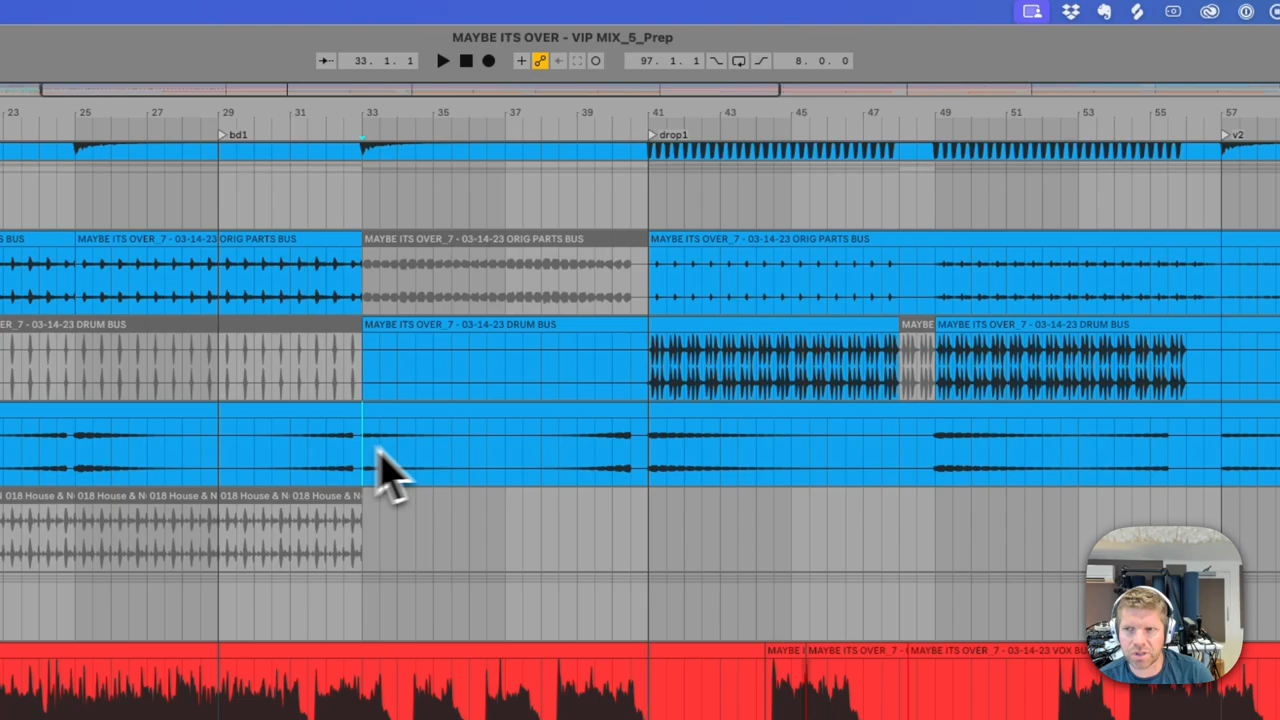 MAYBE ITS OVER - VIP MIX_5_Prep
33. 1. 1
97. 1. 1
8. 0. 0
23 25 27 29 31 33 35 37 39 41 43 45 47 49 51 53 55 57
bd1 drop1 v2
S BUS MAYBE ITS OVER_7 - 03-14-23 ORIG PARTS BUS MAYBE ITS OVER_7 - 03-14-23 ORIG PARTS BUS MAYBE ITS OVER_7 - 03-14-23 ORIG PARTS BUS
ER_7 - 03-14-23 DRUM BUS MAYBE ITS OVER_7 - 03-14-23 DRUM BUS MAYBE MAYBE ITS OVER_7 - 03-14-23 DRUM BUS
018 House & N 018 House & N 018 House & N 018 House & N 018 House & N
MAYBE I MAYBE ITS OVER_7 - MAYBE ITS OVER_7 - 03-14-23 VOX BU